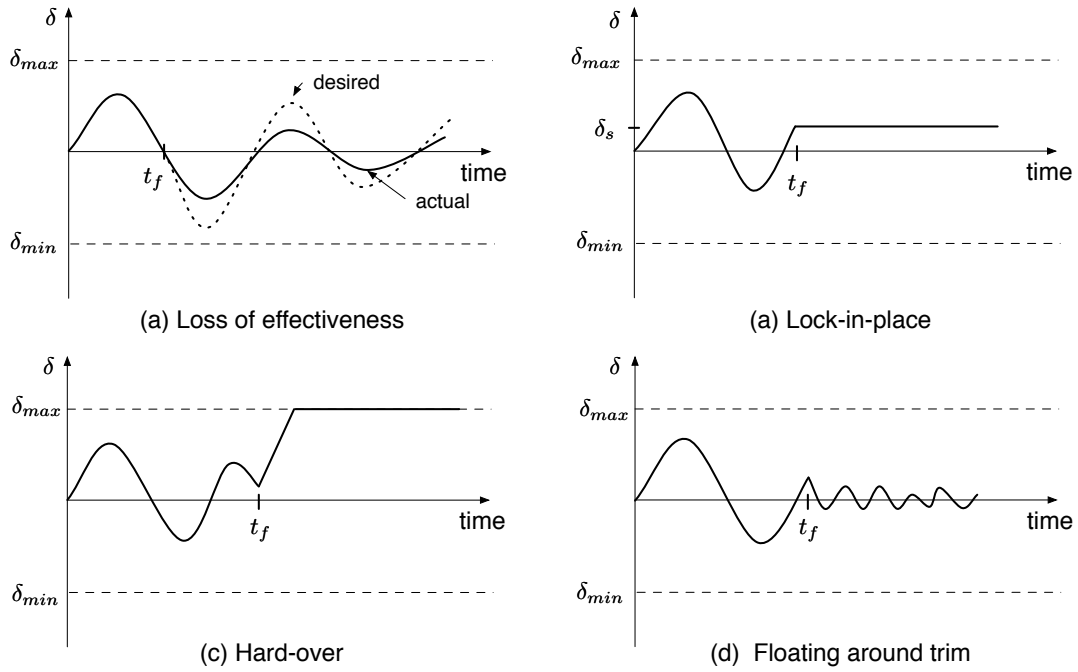 δ
δmax
desired
tf
time
actual
δmin
(a) Loss of effectiveness
δ
δmax
δs
time
tf
δmin
(a) Lock-in-place
δ
δmax
time
tf
δmin
(c) Hard-over
δ
δmax
time
tf
δmin
(d) Floating around trim